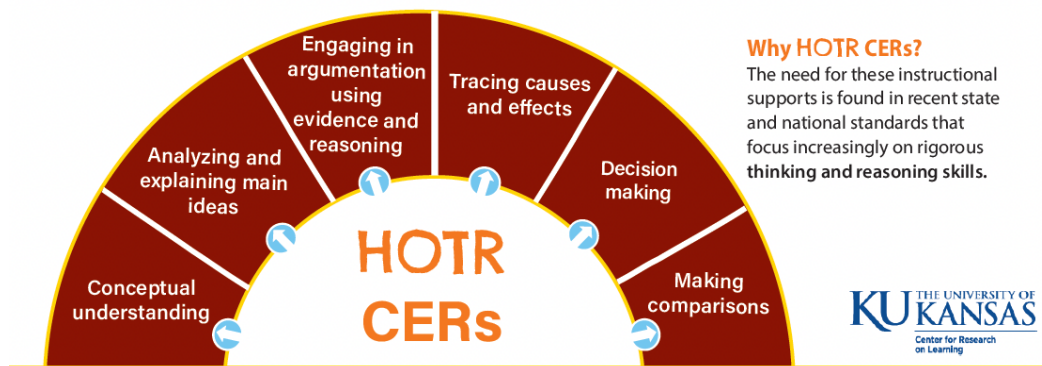 Conceptual
understanding
Analyzing and
explaining main
ideas
Engaging in
argumentation
using
evidence and
reasoning
Tracing causes
and effects
Decision
making
Making
comparisons
HOTR
CERs
Why HOTR CERs?
The need for these instructional
supports is found in recent state
and national standards that
focus increasingly on rigorous
thinking and reasoning skills.
KU THE UNIVERSITY OF
KANSAS
Center for Research
on Learning